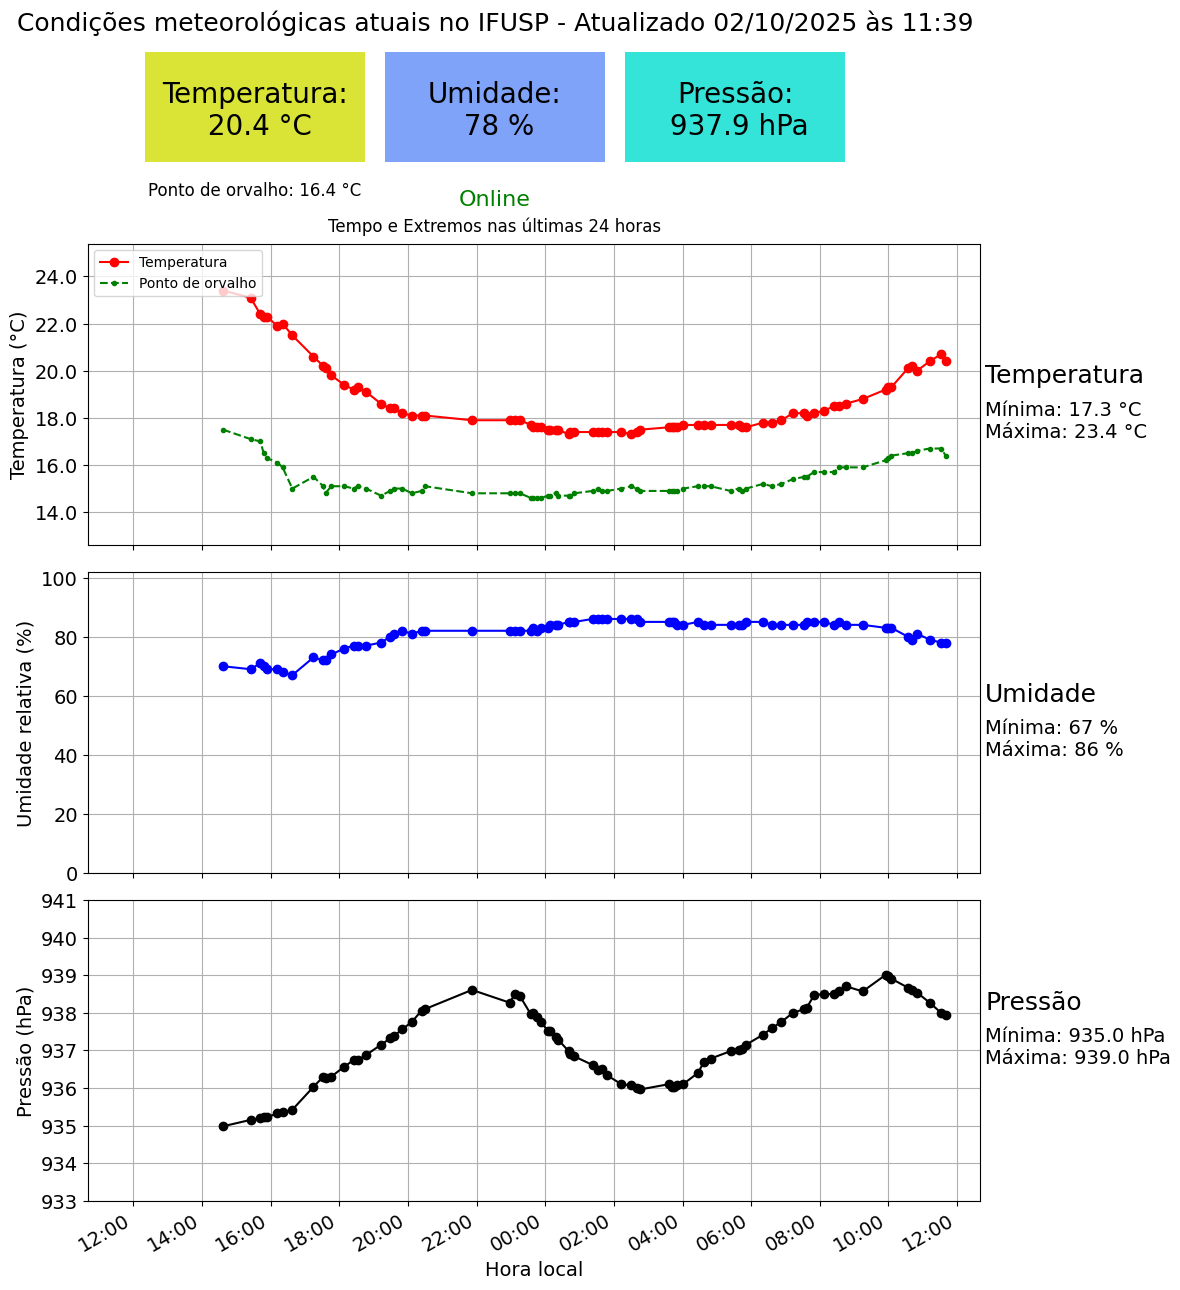 Condições meteorológicas atuais no IFUSP - Atualizado 02/10/2025 às 11:39
Temperatura:
20.4 °C
Umidade:
78 %
Pressão:
937.9 hPa
Ponto de orvalho: 16.4 °C
Online
Tempo e Extremos nas últimas 24 horas
Temperatura
Ponto de orvalho
Temperatura (°C)
24.0
22.0
20.0
18.0
16.0
14.0
Temperatura
Mínima: 17.3 °C
Máxima: 23.4 °C
Umidade relativa (%)
100
80
60
40
20
0
Umidade
Mínima: 67 %
Máxima: 86 %
Pressão (hPa)
941
940
939
938
937
936
935
934
933
Pressão
Mínima: 935.0 hPa
Máxima: 939.0 hPa
12:00
14:00
16:00
18:00
20:00
22:00
00:00
02:00
04:00
06:00
08:00
10:00
12:00
Hora local